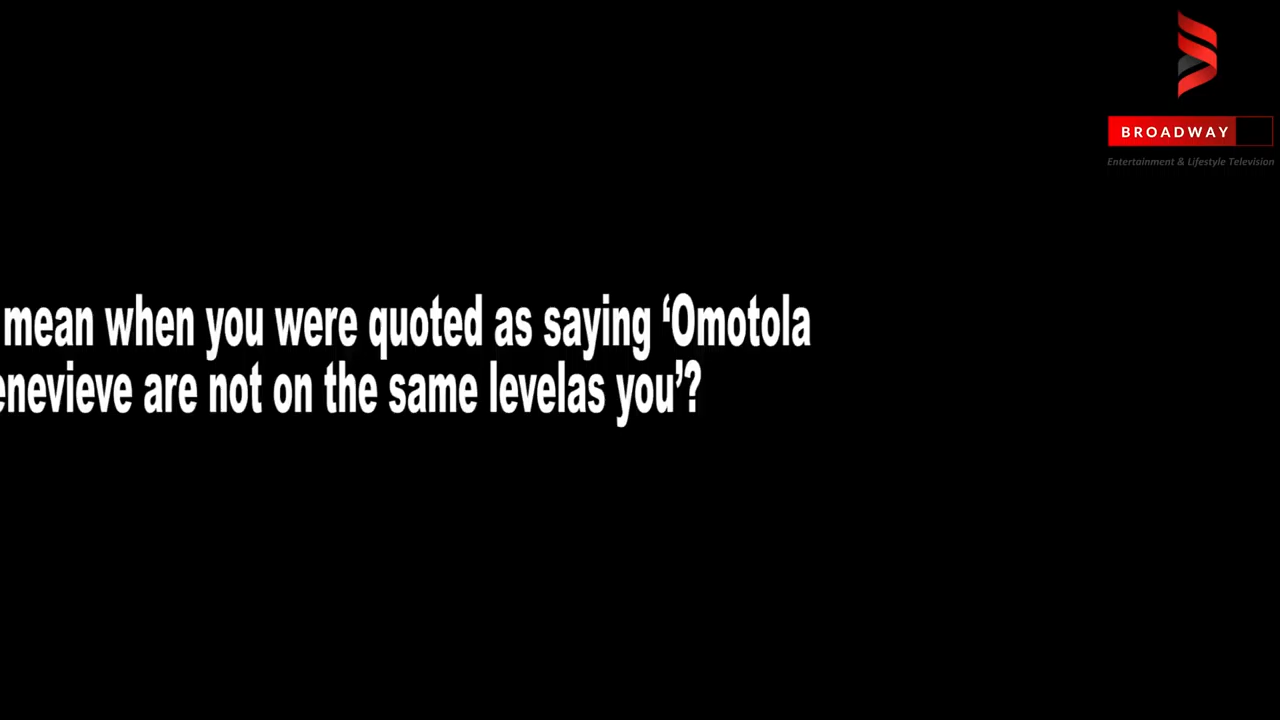 BROADWAY
Entertainment & Lifestyle Television
mean when you were quoted as saying ‘Omotola
enevieve are not on the same levelas you’?